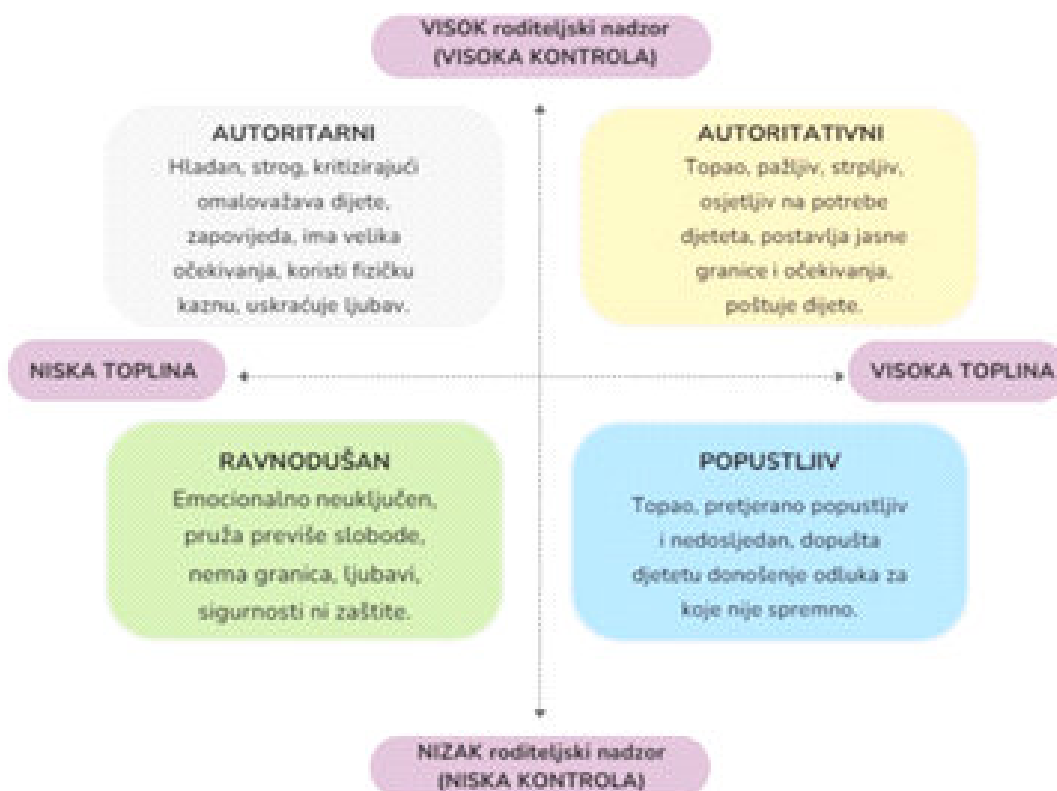 VISOK roditeljski nadzor
(VISOKA KONTROLA)
AUTORITARNI
Hladan, strog, kritizirajući
omalovažava dijete,
zapovijeda, ima velika
očekivanja, koristi fizičku
kaznu, uskraćuje ljubav.
AUTORITATIVNI
Topao, pažljiv, strpljiv,
osjetljiv na potrebe
djeteta, postavlja jasne
granice i očekivanja,
poštuje dijete.
NISKA TOPLINA
VISOKA TOPLINA
RAVNODUŠAN
Emocionalno neuključen,
pruža previše slobode,
nema granica, ljubavi,
sigurnosti ni zaštite.
POPUSTLJIV
Topao, pretjerano popustljiv
i nedosljedan, dopušta
djetetu donošenje odluka za
koje nije spremno.
NIZAK roditeljski nadzor
(NISKA KONTROLA)